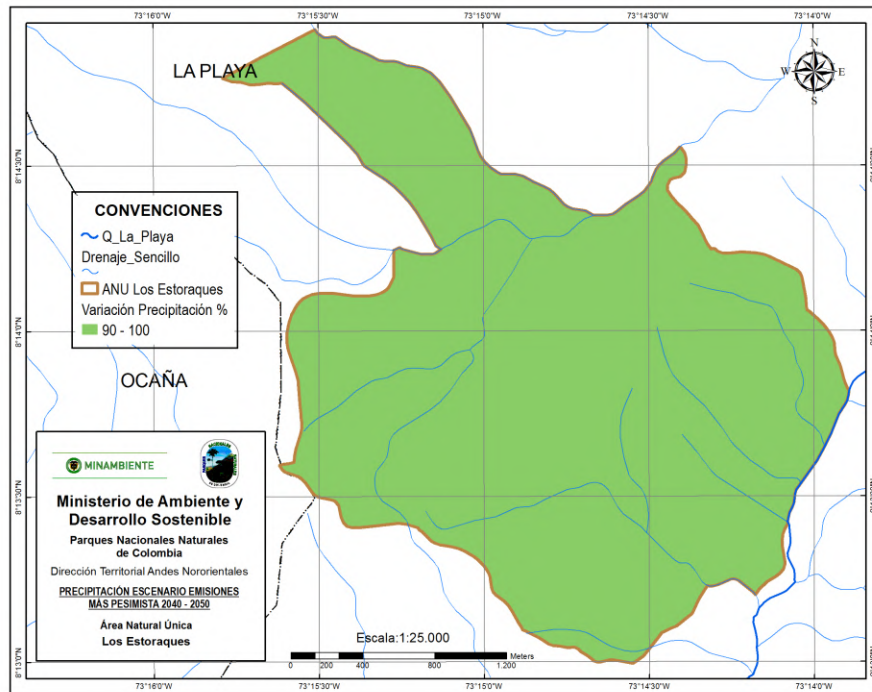 73°16'0"W 73°15'30"W 73°15'0"W 73°14'30"W 73°14'0"W
LA PLAYA
N
W E
S
8°14'30"N
CONVENCIONES
Q_La_Playa
Drenaje_Sencillo
ANU Los Estoraques
Variación Precipitación %
90 - 100
8°14'0"N
OCAÑA
MINAMBIENTE
Ministerio de Ambiente y
Desarrollo Sostenible
Parques Nacionales Naturales
de Colombia
Dirección Territorial Andes Nororientales
PRECIPITACIÓN ESCENARIO EMISIONES
MÁS PESIMISTA 2040 - 2050
Área Natural Única
Los Estoraques
8°13'30"N
Escala:1:25.000
0 200 400 800 1.200 Meters
8°13'0"N
73°16'0"W 73°15'30"W 73°15'0"W 73°14'30"W 73°14'0"W